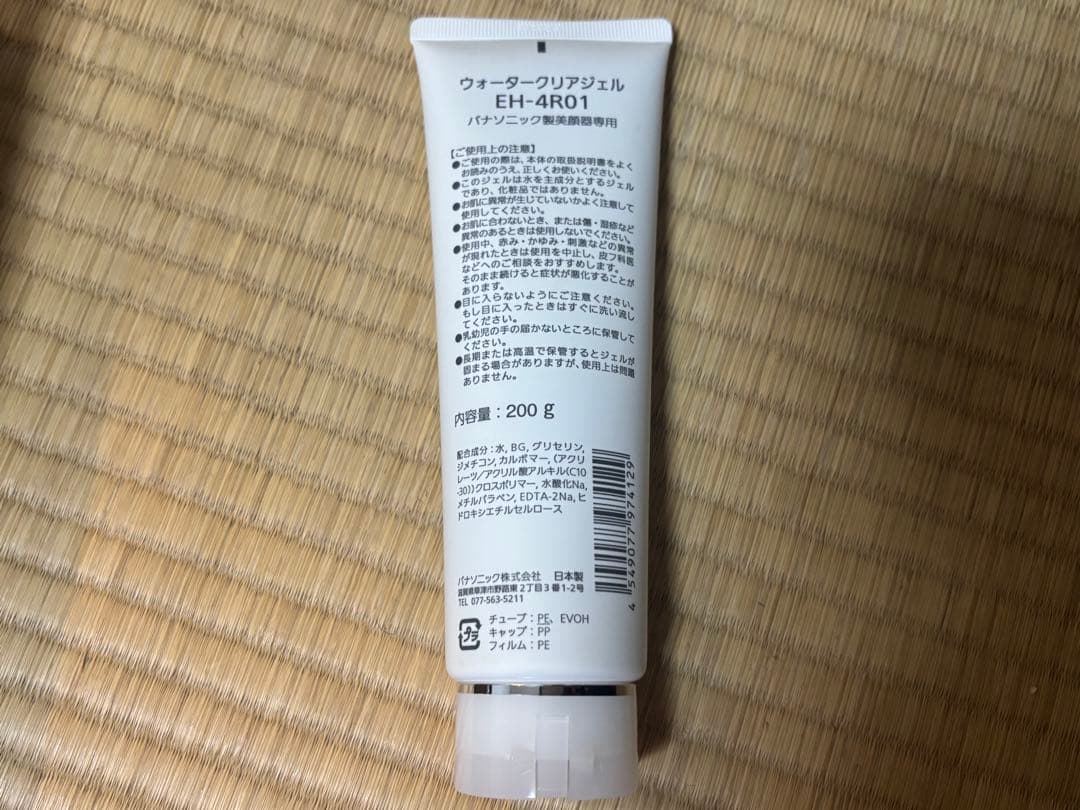 ウォータークリアジェル
EH-4R01
パナソニック製美顔器専用
【ご使用上の注意】
●ご使用の際は、本体の取扱説明書をよく
お読みのうえ、正しくお使いください。
●このジェルは水を主成分とするジェル
であり、化粧品ではありません。
●お肌に異常が生じていないかよく注意して
使用してください。
●お肌に合わないとき、または傷・湿疹など
異常のあるときは使用しないでください。
●使用中、赤み・かゆみ・刺激などの異常
が現れたときは使用を中止し、皮フ科医
などへのご相談をおすすめします。
そのまま続けると症状が悪化することが
あります。
●目に入らないようにご注意ください。
もし目に入ったときはすぐに洗い流し
てください。
●乳幼児の手の届かないところに保管して
ください。
●長期または高温で保管するとジェルが
固まる場合がありますが、使用上は問題
ありません。
内容量：200 g
配合成分：水, BG, グリセリン,
ジメチコン, カルボマー, (アクリ
レーツ/アクリル酸アルキル(C10
-30))クロスポリマー, 水酸化Na,
メチルパラベン, EDTA-2Na, ヒ
ドロキシエチルセルロース
4 549077 974129
パナソニック株式会社 日本製
滋賀県草津市野路東2丁目3番1-2号
TEL 077-563-5211
プラ
チューブ：PE、EVOH
キャップ：PP
フィルム：PE